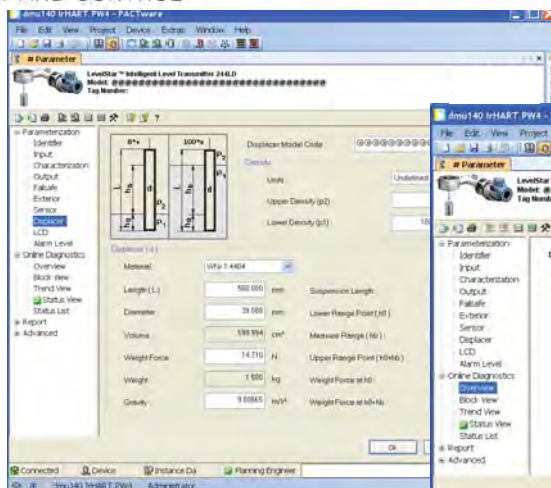 dmu140 IrHART.PW4 - PACTware
File Edit View Project Device Extras Window Help
# Parameter
LevelStar™ Intelligent Level Transmitter 244LD
Model: @@@@@@@@@@@@@@@@@@@@@@@@@@@@@@@@
Tag Number:
Parameterization
Identifier
Input
Characterization
Output
Failsafe
Exterior
Sensor
Displacer
LCD
Alarm Level
Online Diagnostics
Overview
Block View
Trend View
Status View
Status List
Report
Advanced
0% 100%
Displacer Model Code
Density
Units Undefined
Upper Density (p2)
Lower Density (p1)
Material
Length (L) 500.000 mm Suspension Length
Diameter mm Lower Range Point (h0)
Volume 599.994 cm³ Measure Range (hb)
Weight Force 14.710 N Upper Range Point (h0+hb)
Weight 1.500 kg Weight Force at h0
Gravity 9.80665 m/s² Weight Force at h0+hb
Ok
Connected Device Instance Da Planning Engineer
dmu140 IrHART.PW4 Administrator
dmu140 IrHART.PW4 -
File Edit View Project
# Parameter
LevelStar
Model: @
Tag Numb
Parameterization
Identifier
Input
Characterization
Output
Failsafe
Exterior
Sensor
Displacer
LCD
Alarm Level
Online Diagnostics
Overview
Block View
Trend View
Status View
Status List
Report
Advanced